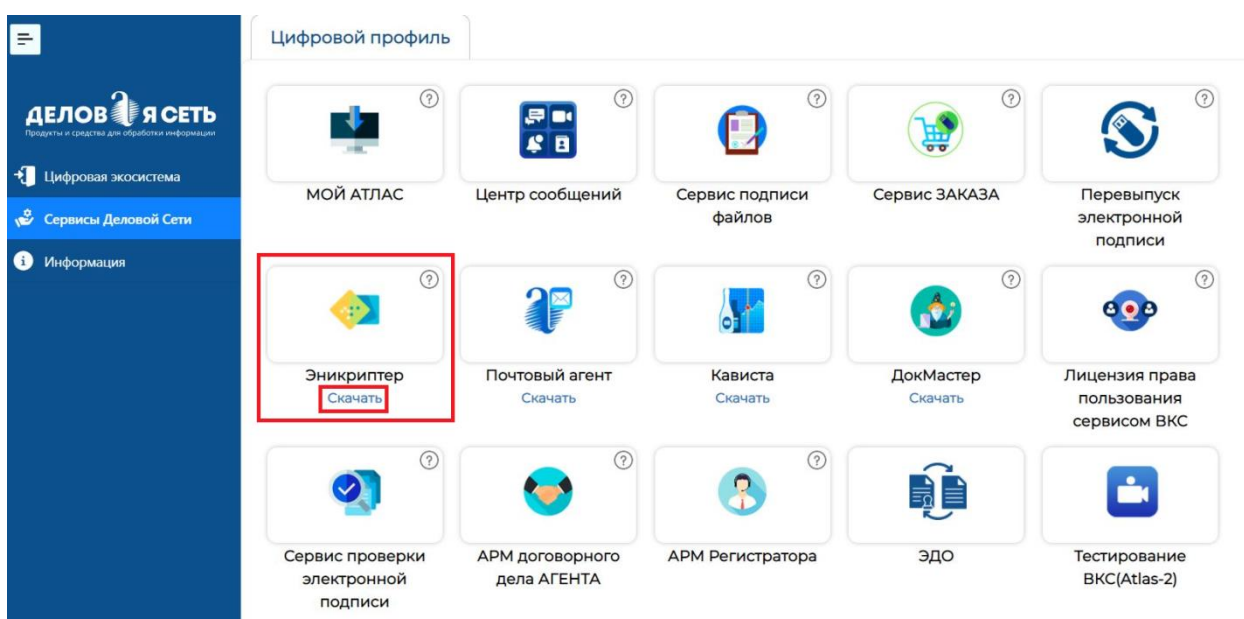 Цифровой профиль
ДЕЛОВАЯ СЕТЬ
Продукты и средства для обработки информации
Цифровая экосистема
Сервисы Деловой Сети
Информация
?
?
?
?
?
МОЙ АТЛАС
Центр сообщений
Сервис подписи
файлов
Сервис ЗАКАЗА
Перевыпуск
электронной
подписи
?
?
?
?
?
Эникриптер
Скачать
Почтовый агент
Скачать
Кависта
Скачать
ДокМастер
Скачать
Лицензия права
пользования
сервисом ВКС
?
?
?
Сервис проверки
электронной
подписи
АРМ договорного
дела АГЕНТА
АРМ Регистратора
ЭДО
Тестирование
ВКС(Atlas-2)